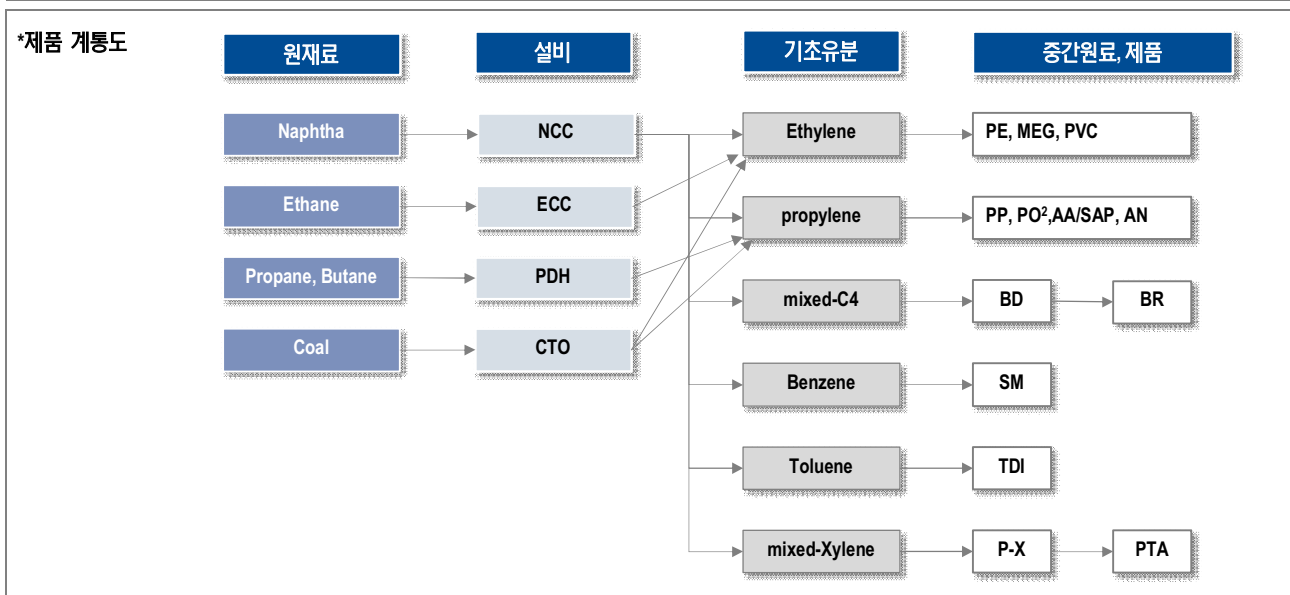 *제품 계통도
원재료 설비 기초유분 중간원료, 제품
Naphtha NCC Ethylene PE, MEG, PVC
Ethane ECC propylene PP, PO²,AA/SAP, AN
Propane, Butane PDH mixed-C4 BD BR
Coal CTO Benzene SM
Toluene TDI
mixed-Xylene P-X PTA